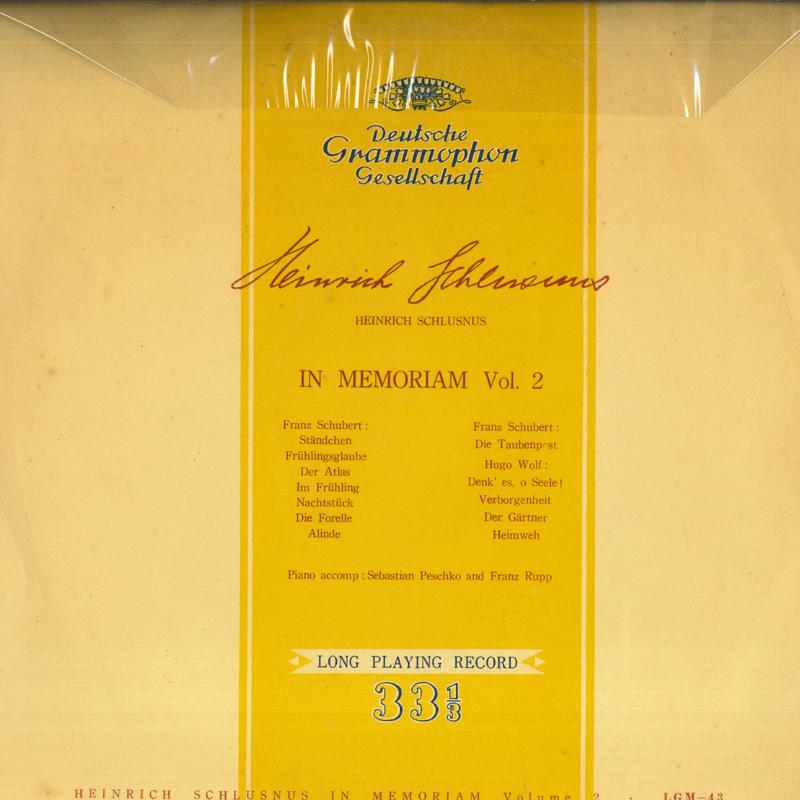 Deutsche
Grammophon
Gesellschaft
Heinrich Schlusnus
HEINRICH SCHLUSNUS
IN MEMORIAM Vol. 2
Franz Schubert:
Ständchen
Frühlingsglaube
Der Atlas
Im Frühling
Nachtstück
Die Forelle
Alinde
Franz Schubert:
Die Taubenpost
Hugo Wolf:
Denk' es, o Seele!
Verborgenheit
Der Gärtner
Heimweh
Piano accomp: Sebastian Peschko and Franz Rupp
LONG PLAYING RECORD
33⅓
HEINRICH SCHLUSNUS IN MEMORIAM Volume 2 · LGM-43